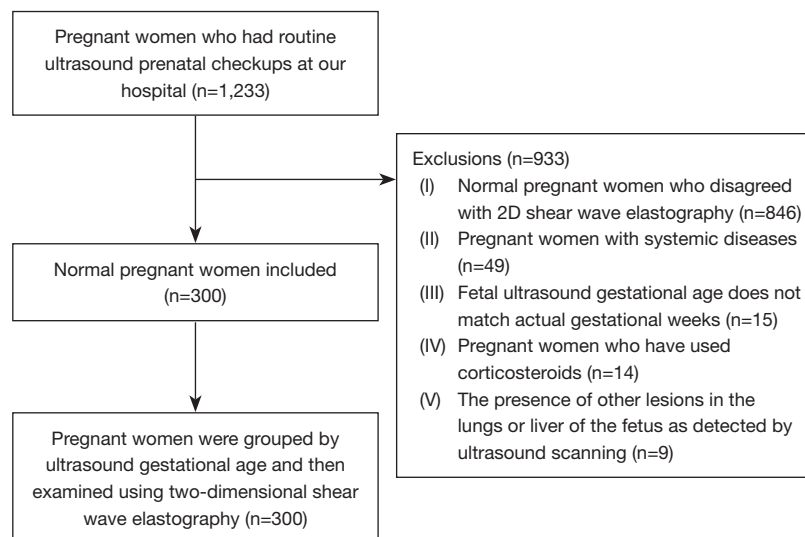 Pregnant women who had routine
ultrasound prenatal checkups at our
hospital (n=1,233)
Exclusions (n=933)
(I) Normal pregnant women who disagreed
with 2D shear wave elastography (n=846)
(II) Pregnant women with systemic diseases
(n=49)
(III) Fetal ultrasound gestational age does not
match actual gestational weeks (n=15)
(IV) Pregnant women who have used
corticosteroids (n=14)
(V) The presence of other lesions in the
lungs or liver of the fetus as detected by
ultrasound scanning (n=9)
Normal pregnant women included
(n=300)
Pregnant women were grouped by
ultrasound gestational age and then
examined using two-dimensional shear
wave elastography (n=300)